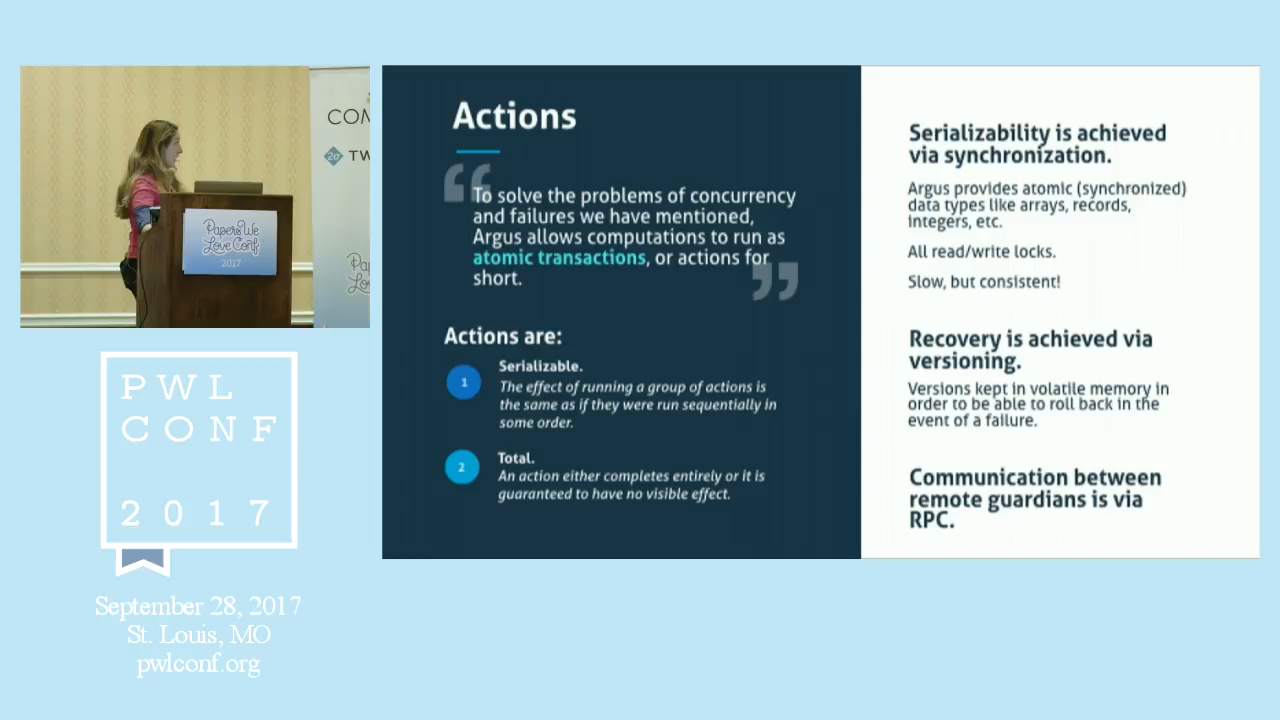 COM
TW
Papers We
Love Conf
2017
PWL
CONF
2017
September 28, 2017
St. Louis, MO
pwlconf.org
Actions
“
To solve the problems of concurrency
and failures we have mentioned,
Argus allows computations to run as
atomic transactions, or actions for
short.
”
Actions are:
1
Serializable.
The effect of running a group of actions is
the same as if they were run sequentially in
some order.
2
Total.
An action either completes entirely or it is
guaranteed to have no visible effect.
Serializability is achieved
via synchronization.
Argus provides atomic (synchronized)
data types like arrays, records,
integers, etc.
All read/write locks.
Slow, but consistent!
Recovery is achieved via
versioning.
Versions kept in volatile memory in
order to be able to roll back in the
event of a failure.
Communication between
remote guardians is via
RPC.